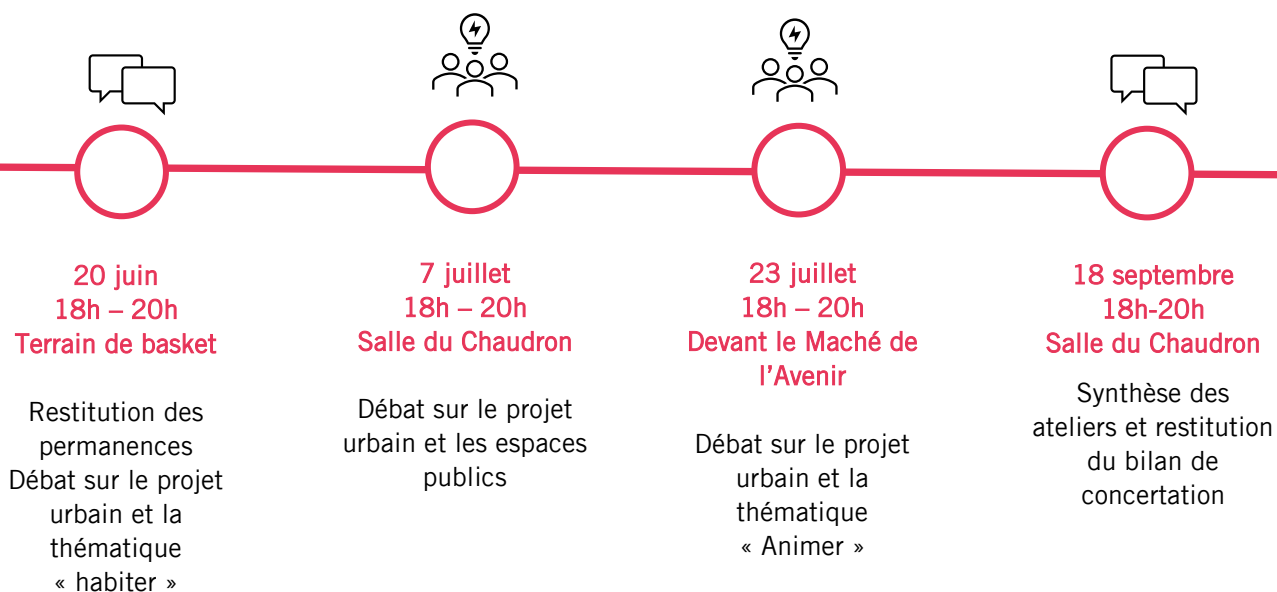 20 juin
18h – 20h
Terrain de basket
Restitution des
permanences
Débat sur le projet
urbain et la
thématique
« habiter »
7 juillet
18h – 20h
Salle du Chaudron
Débat sur le projet
urbain et les espaces
publics
23 juillet
18h – 20h
Devant le Maché de
l'Avenir
Débat sur le projet
urbain et la
thématique
« Animer »
18 septembre
18h-20h
Salle du Chaudron
Synthèse des
ateliers et restitution
du bilan de
concertation